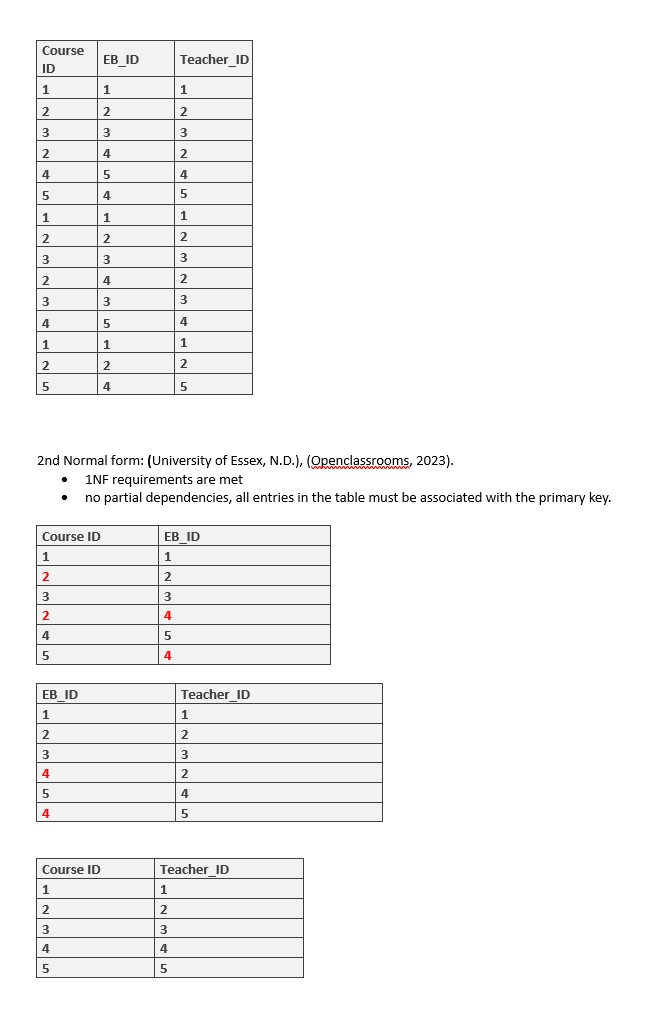 Course ID EB_ID Teacher_ID
1 1 1
2 2 2
3 3 3
2 4 2
4 5 4
5 4 5
1 1 1
2 2 2
3 3 3
2 4 2
3 3 3
4 5 4
1 1 1
2 2 2
5 4 5
2nd Normal form: (University of Essex, N.D.), (Openclassrooms, 2023).
• 1NF requirements are met
• no partial dependencies, all entries in the table must be associated with the primary key.
Course ID EB_ID
1 1
2 2
3 3
2 4
4 5
5 4
EB_ID Teacher_ID
1 1
2 2
3 3
4 2
5 4
4 5
Course ID Teacher_ID
1 1
2 2
3 3
4 4
5 5